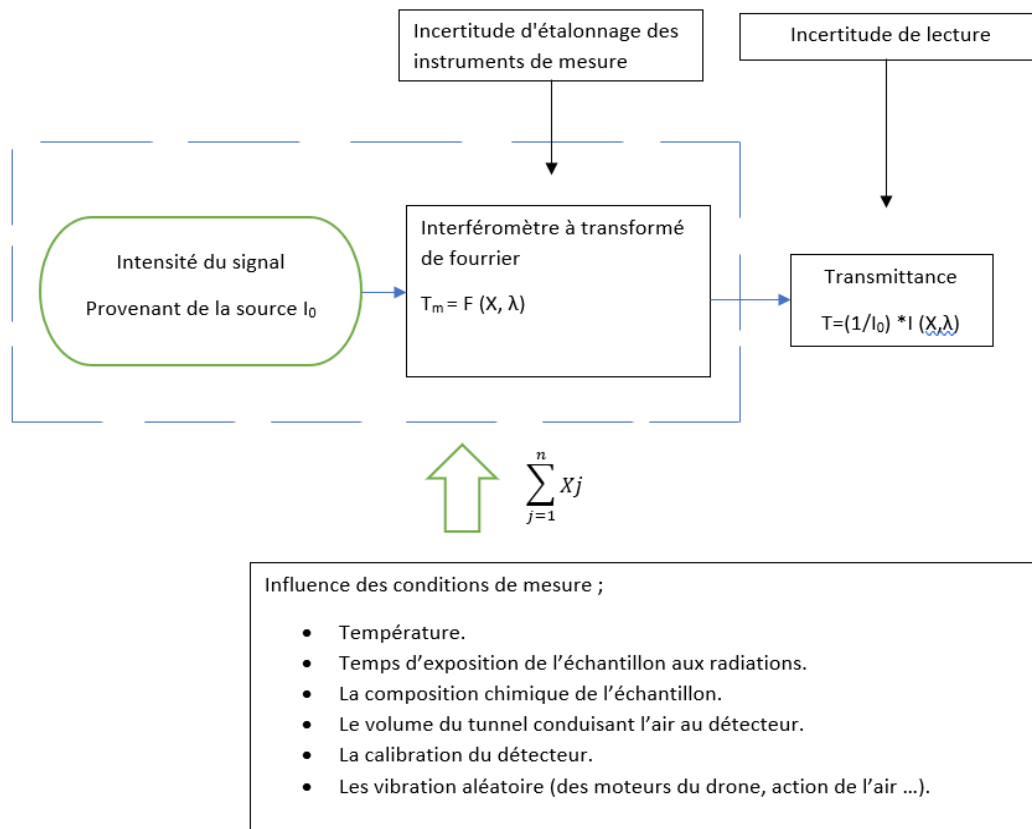 Incertitude d'étalonnage des
instruments de mesure
Incertitude de lecture
Intensité du signal
Provenant de la source I₀
Interféromètre à transformé
de fourrier
Tₘ = F (X, λ)
Transmittance
T=(1/I₀) *I (X,λ)
n
∑ Xj
j=1
Influence des conditions de mesure ;
• Température.
• Temps d’exposition de l’échantillon aux radiations.
• La composition chimique de l’échantillon.
• Le volume du tunnel conduisant l’air au détecteur.
• La calibration du détecteur.
• Les vibration aléatoire (des moteurs du drone, action de l’air …).